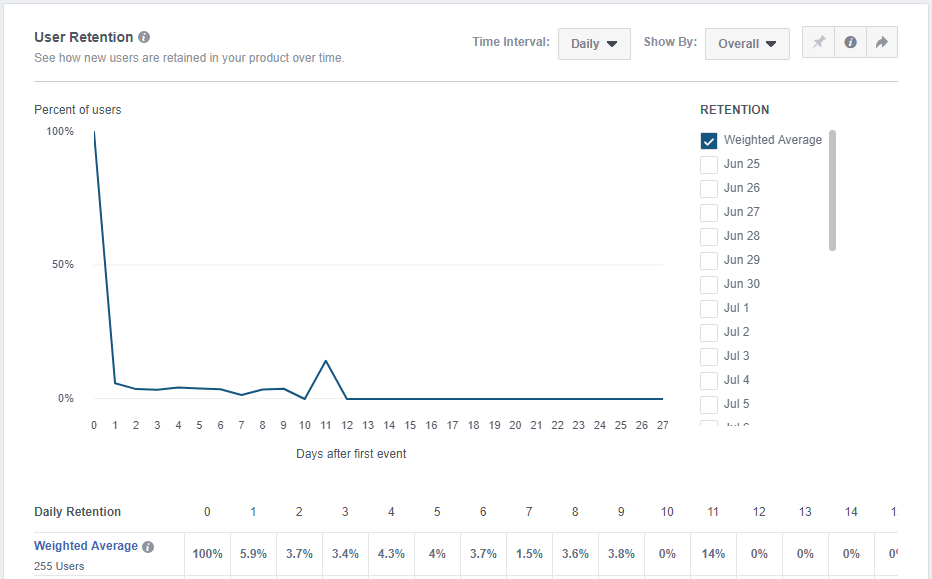 User Retention
See how new users are retained in your product over time.
Time Interval: Daily Show By: Overall
Percent of users
100%
50%
0%
0 1 2 3 4 5 6 7 8 9 10 11 12 13 14 15 16 17 18 19 20 21 22 23 24 25 26 27
Days after first event
RETENTION
Weighted Average
Jun 25
Jun 26
Jun 27
Jun 28
Jun 29
Jun 30
Jul 1
Jul 2
Jul 3
Jul 4
Jul 5
Daily Retention 0 1 2 3 4 5 6 7 8 9 10 11 12 13 14
Weighted Average 100% 5.9% 3.7% 3.4% 4.3% 4% 3.7% 1.5% 3.6% 3.8% 0% 14% 0% 0% 0%
255 Users